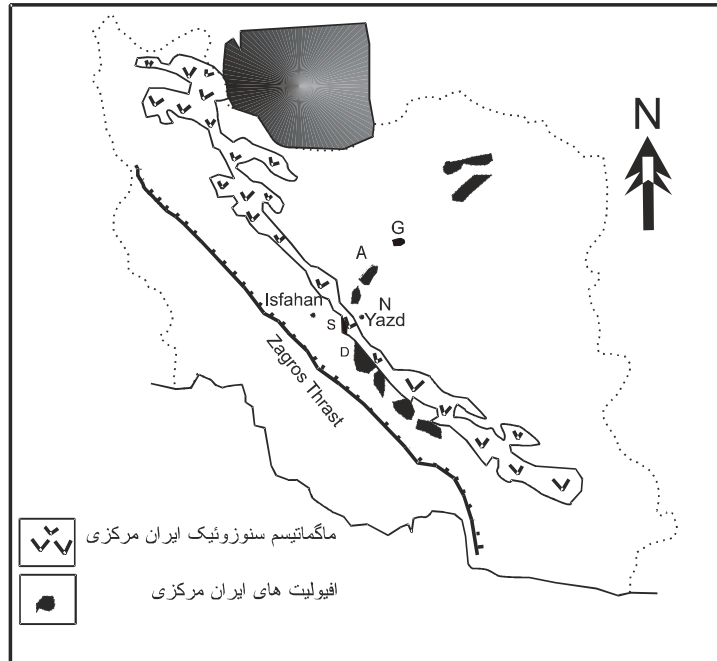 N
G
A
Isfahan
N
S
Yazd
D
Zagros Thrast
ماگماتیسم سنوزوئیک ایران مرکزی
افیولیت های ایران مرکزی